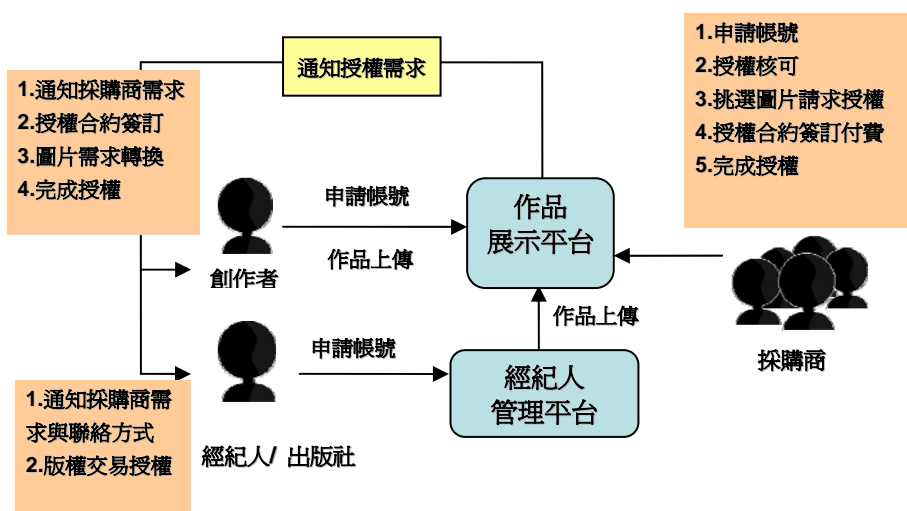 通知授權需求
1.通知採購商需求
2.授權合約簽訂
3.圖片需求轉換
4.完成授權
1.申請帳號
2.授權核可
3.挑選圖片請求授權
4.授權合約簽訂付費
5.完成授權
申請帳號
作品上傳
創作者
作品
展示平台
作品上傳
採購商
申請帳號
經紀人
管理平台
1.通知採購商需
求與聯絡方式
2.版權交易授權
經紀人/ 出版社